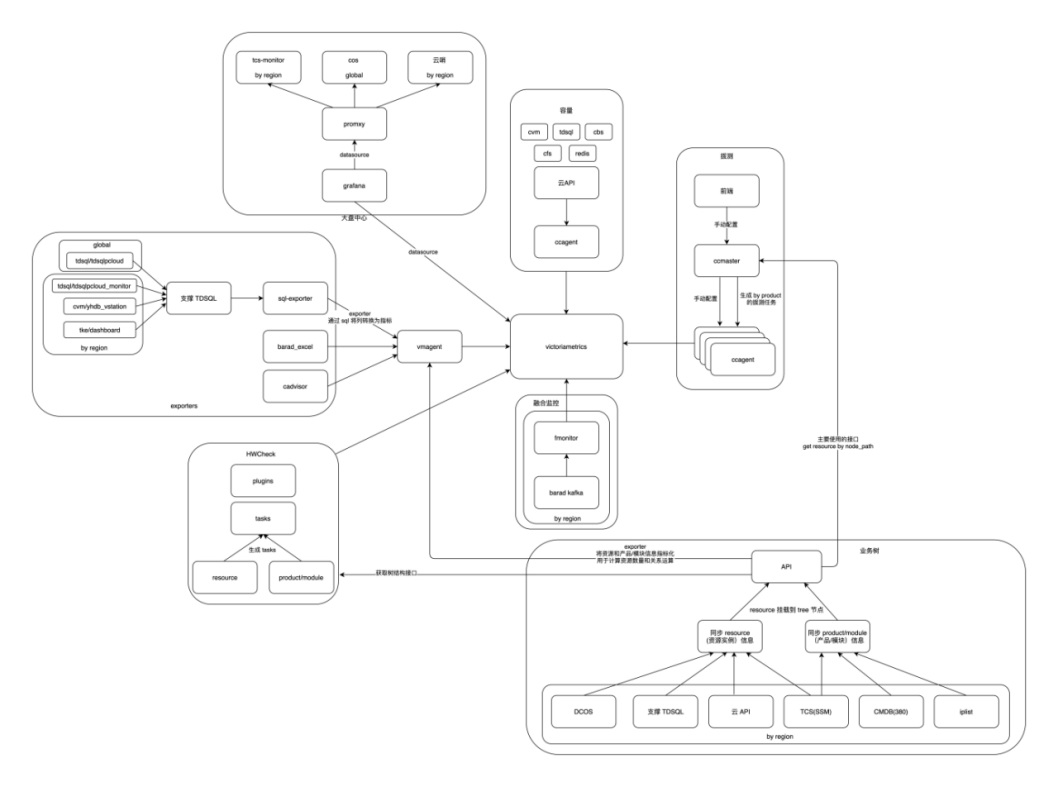 tcs-monitor
by region
cos
global
云哨
by region
promxy
datasource
grafana
大盘中心
datasource
容量
cvm
tdsql
cbs
cfs
redis
云API
ccagent
拨测
前端
手动配置
ccmaster
手动配置
生成 by product
的拨测任务
ccagent
global
tdsql/tdsqlpcloud
tdsql/tdsqlpcloud_monitor
cvm/yhdb_vstation
tke/dashboard
by region
支撑 TDSQL
sql-exporter
barad_excel
cadvisor
exporters
exporter
通过 sql 将列转换为指标
vmagent
victoriametrics
融合监控
fmonitor
barad kafka
by region
HWCheck
plugins
tasks
生成 tasks
resource
product/module
主要使用的接口
get resource by node_path
exporter
将资源和产品/模块信息指标化
用于计算资源数量和关系运算
获取树结构接口
业务树
API
resource 挂载到 tree 节点
同步 resource
(资源实例）信息
同步 product/module
（产品/模块）信息
DCOS
支撑 TDSQL
云 API
TCS(SSM)
CMDB(380)
iplist
by region